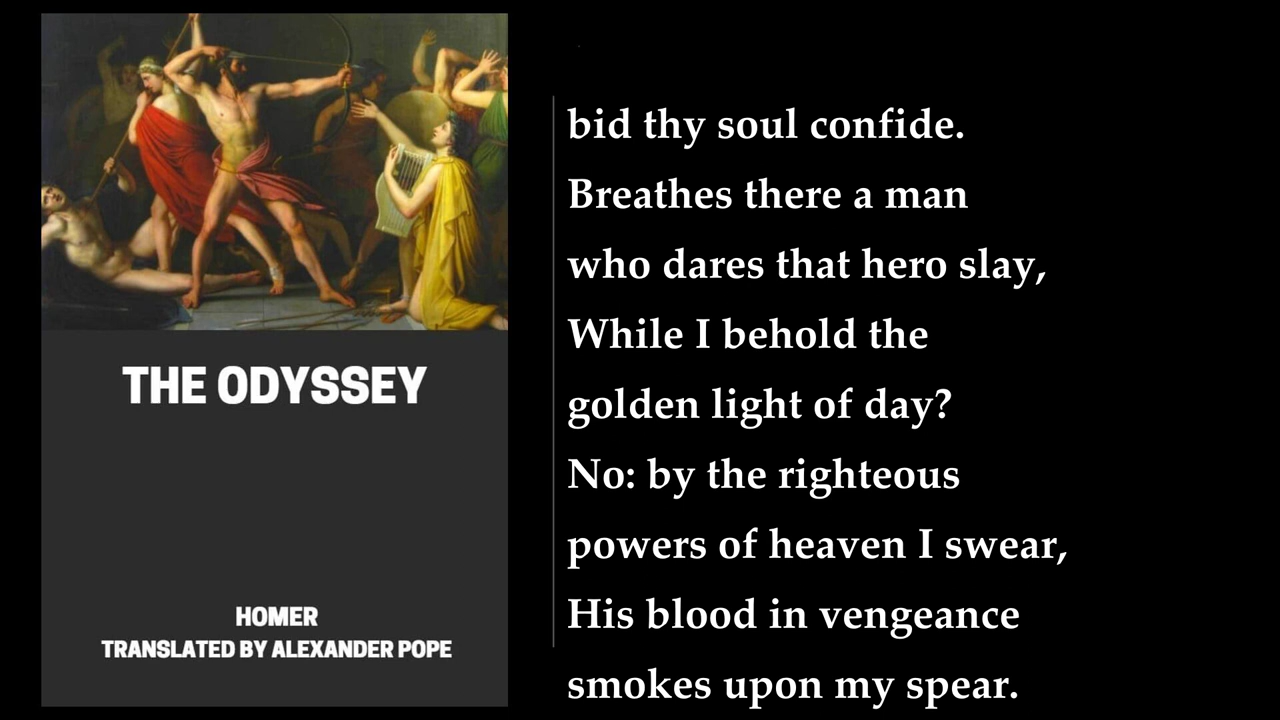 THE ODYSSEY
HOMER
TRANSLATED BY ALEXANDER POPE
bid thy soul confide.
Breathes there a man
who dares that hero slay,
While I behold the
golden light of day?
No: by the righteous
powers of heaven I swear,
His blood in vengeance
smokes upon my spear.